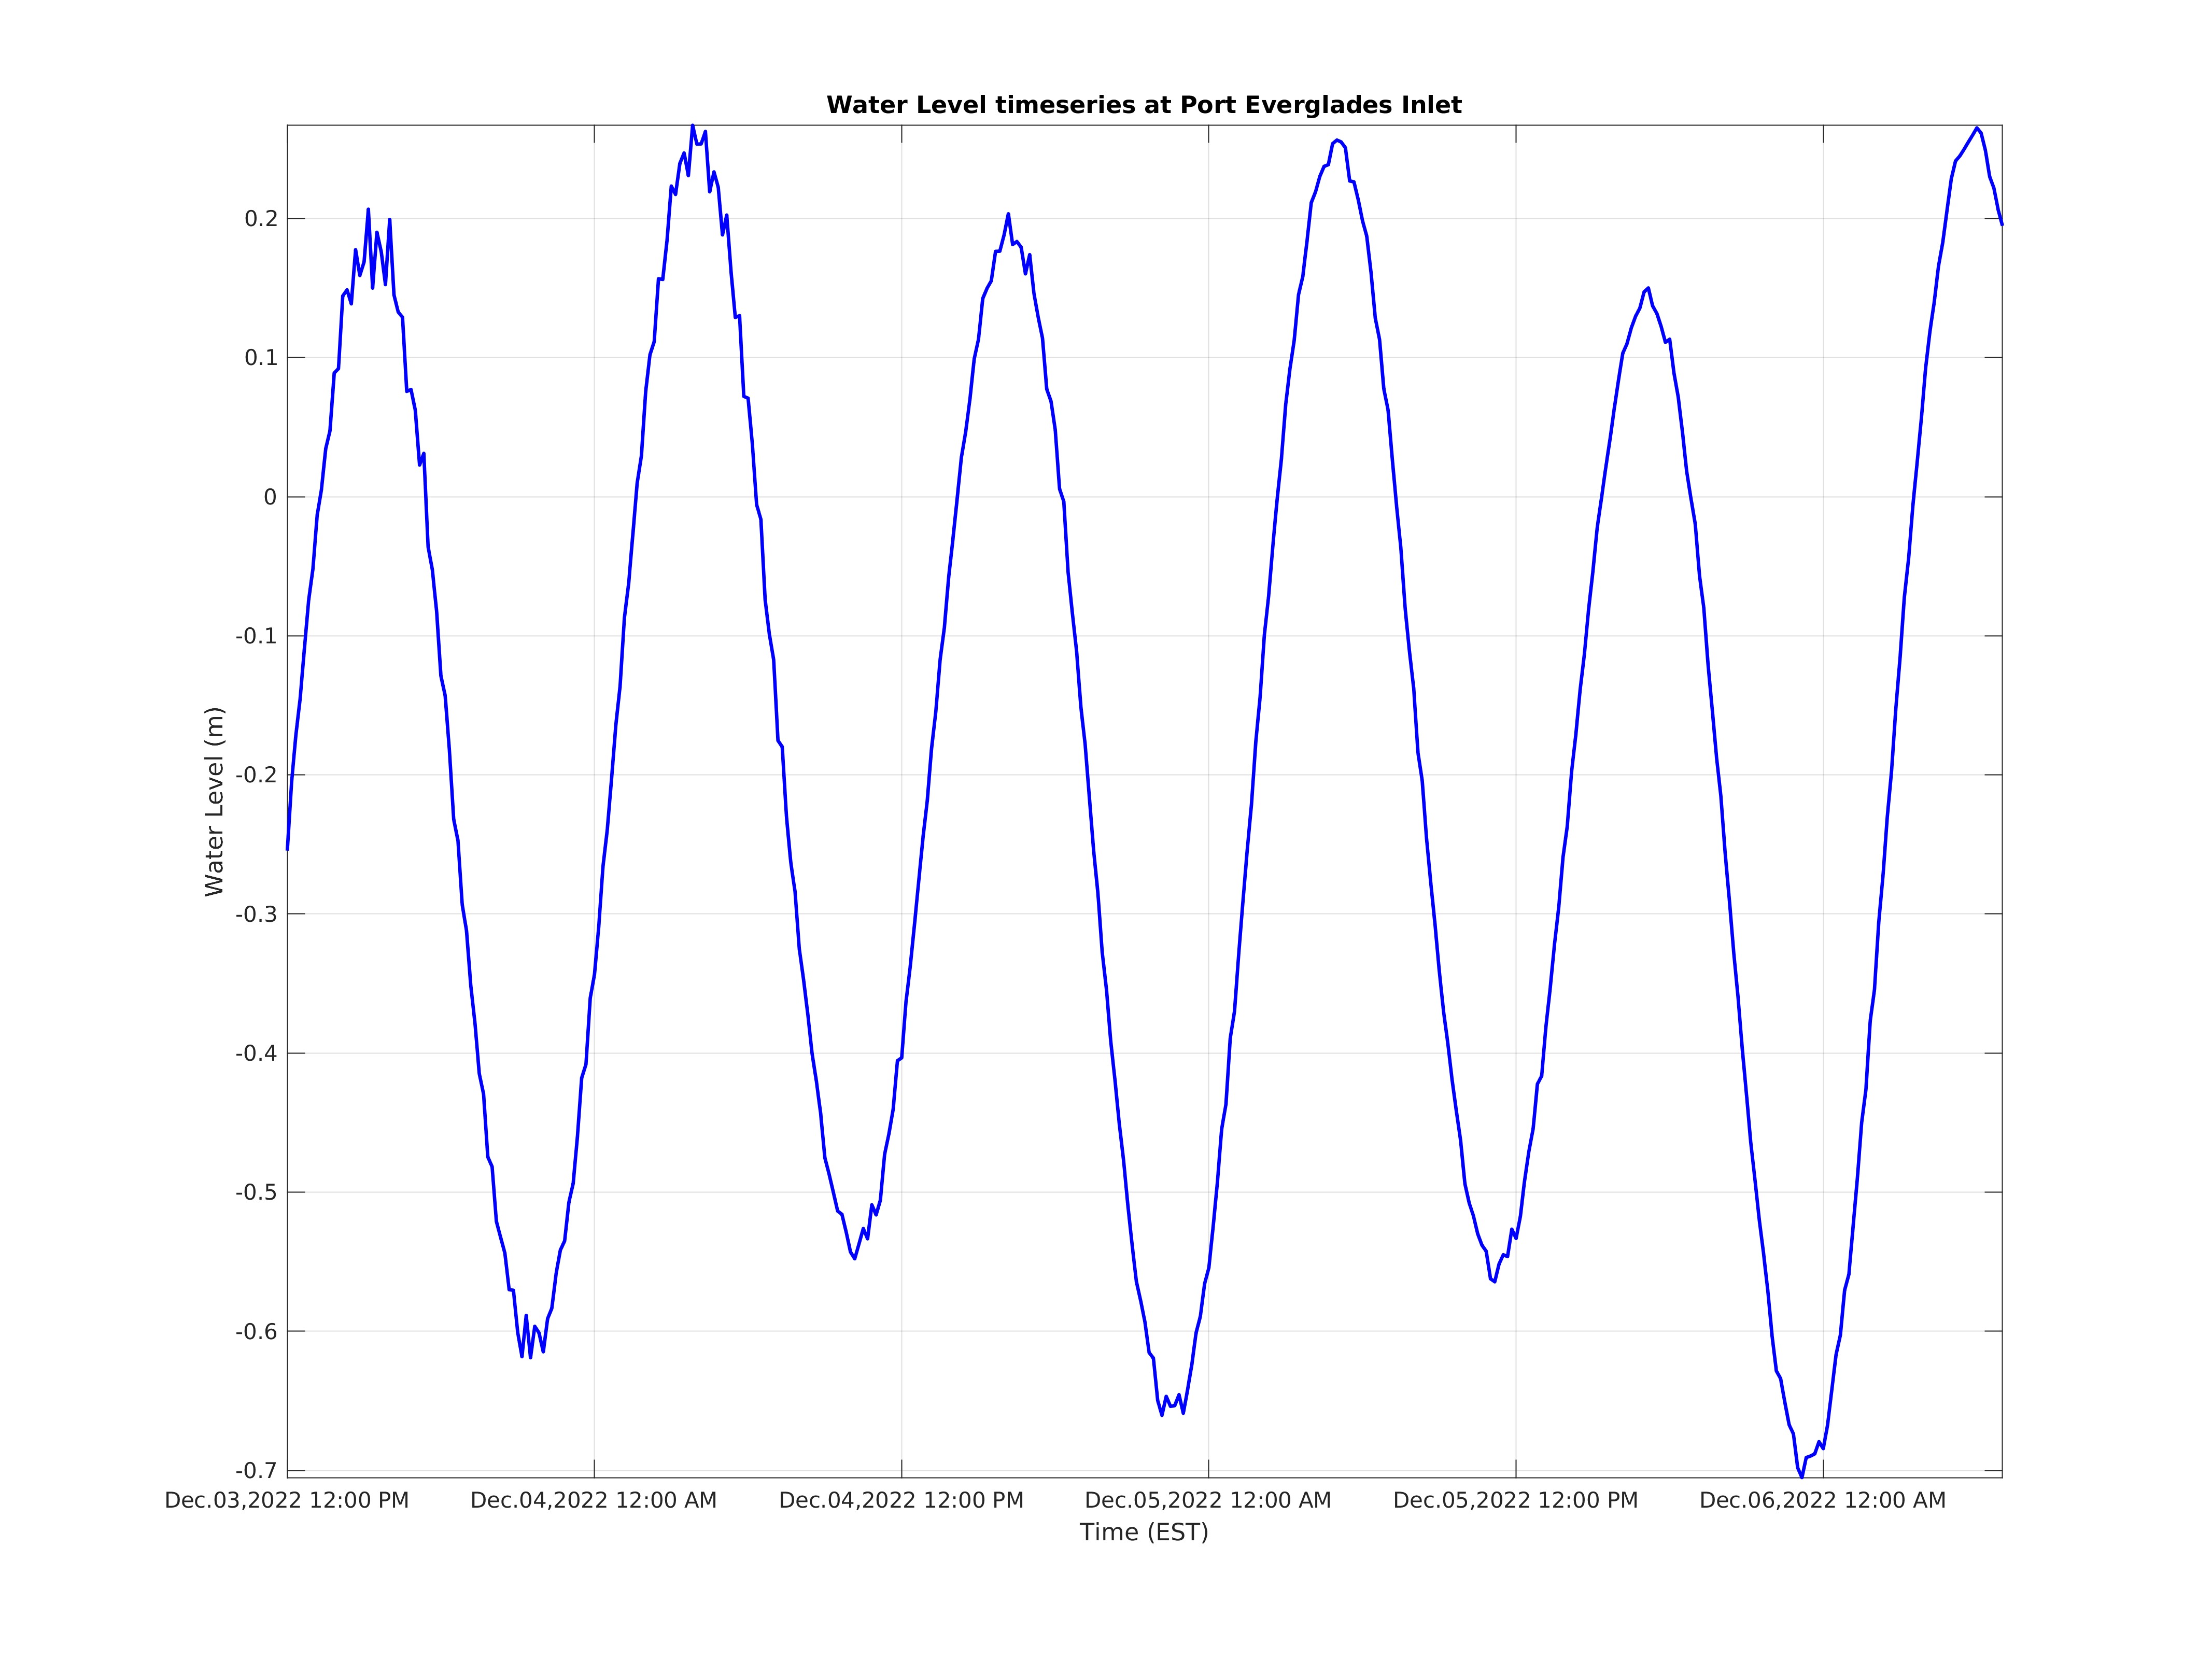 Water Level timeseries at Port Everglades Inlet
0.2
0.1
0
-0.1
-0.2
-0.3
-0.4
-0.5
-0.6
-0.7
Water Level (m)
Dec.03,2022 12:00 PM
Dec.04,2022 12:00 AM
Dec.04,2022 12:00 PM
Dec.05,2022 12:00 AM
Dec.05,2022 12:00 PM
Dec.06,2022 12:00 AM
Time (EST)